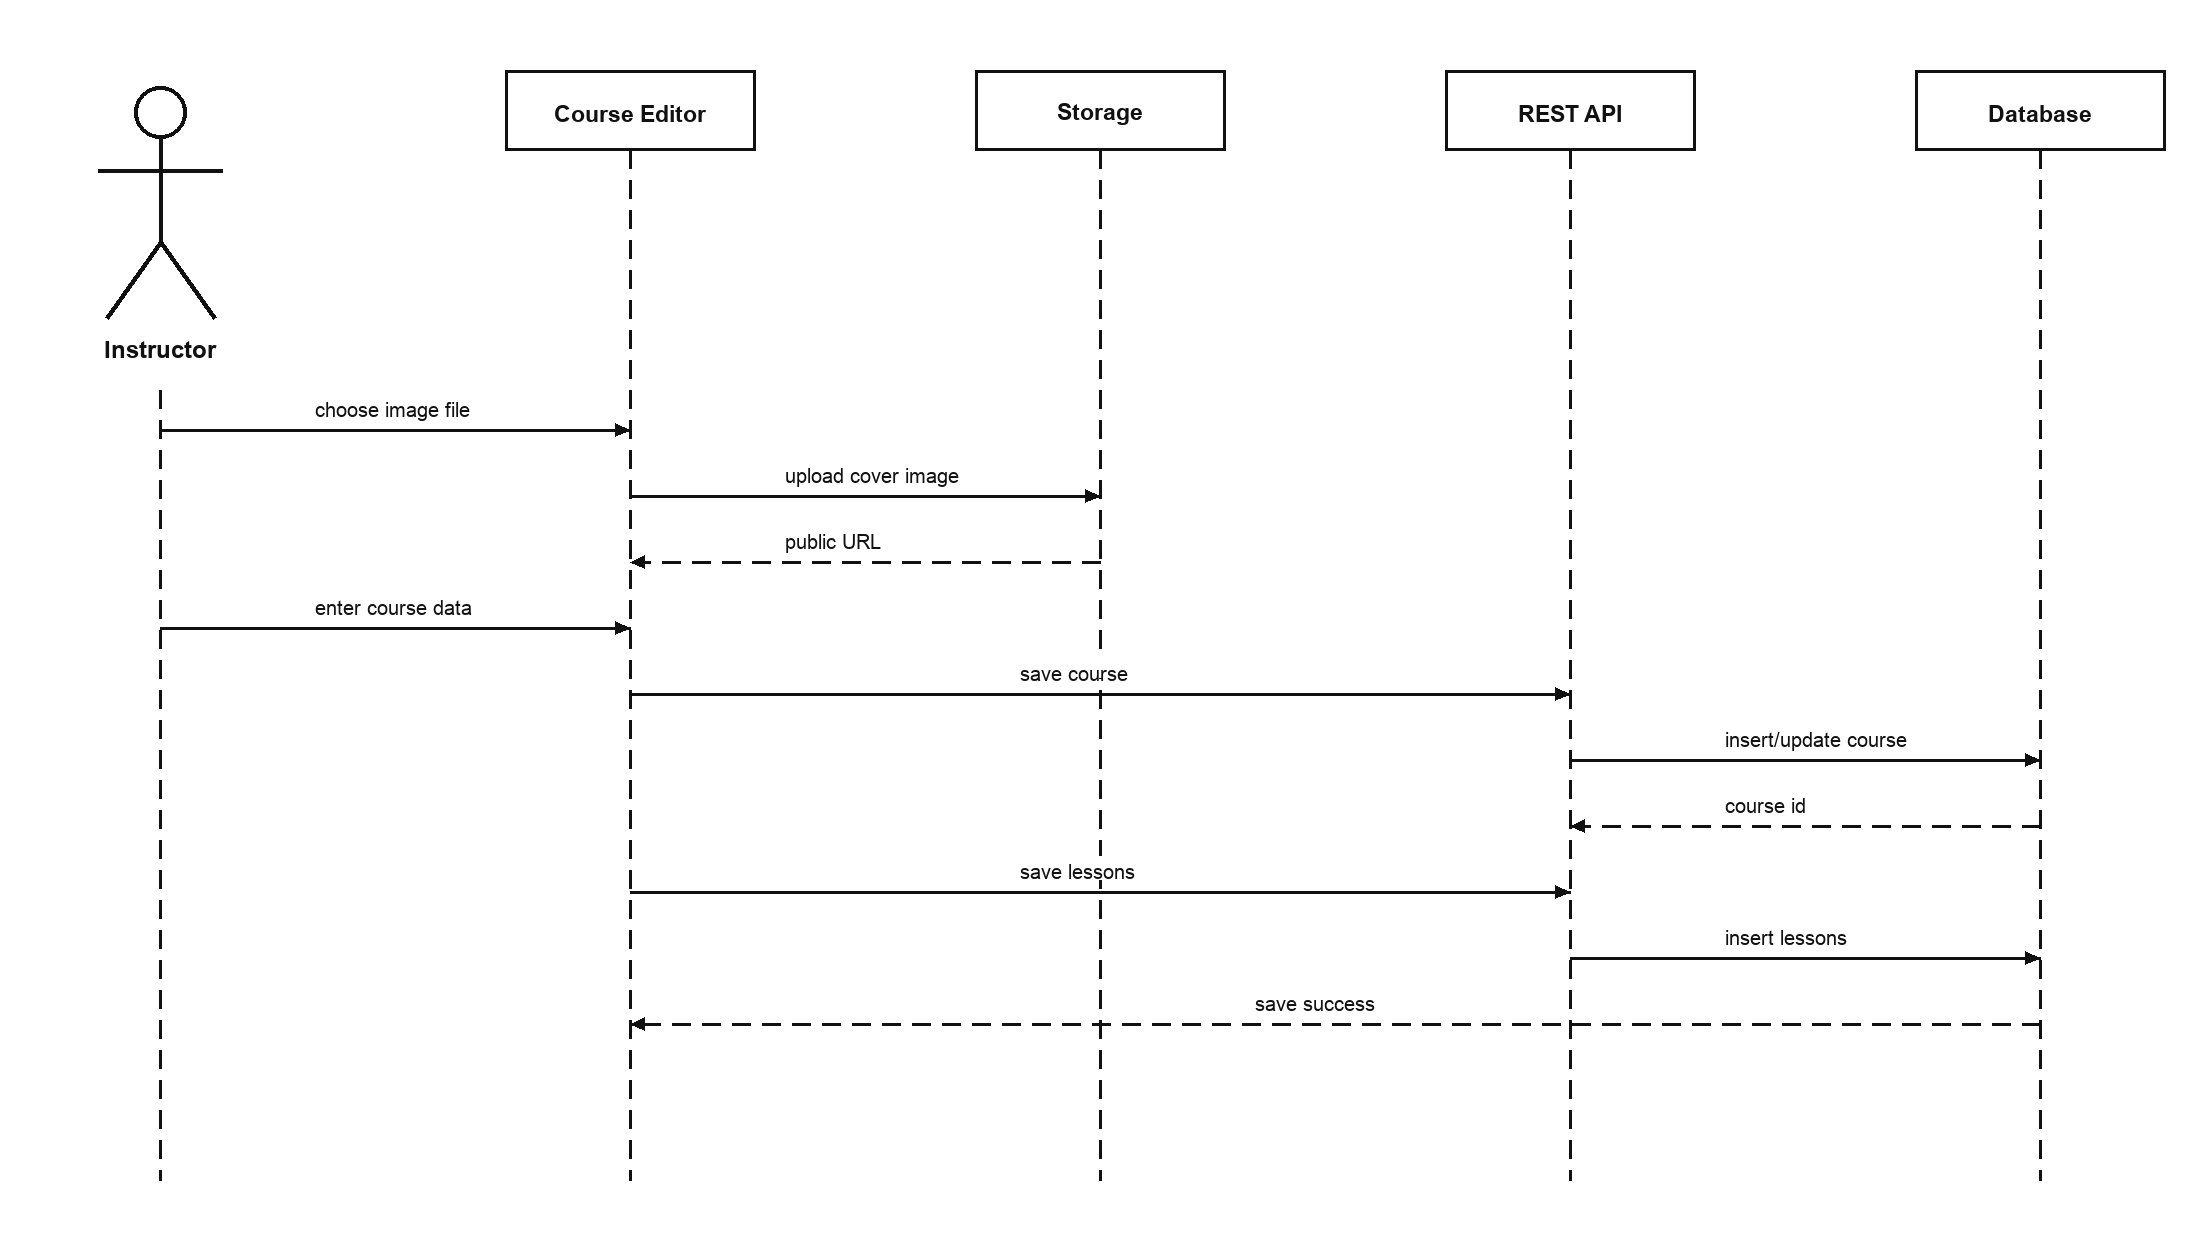 Course Editor
Storage
REST API
Database
Instructor
choose image file
upload cover image
public URL
enter course data
save course
insert/update course
course id
save lessons
insert lessons
save success